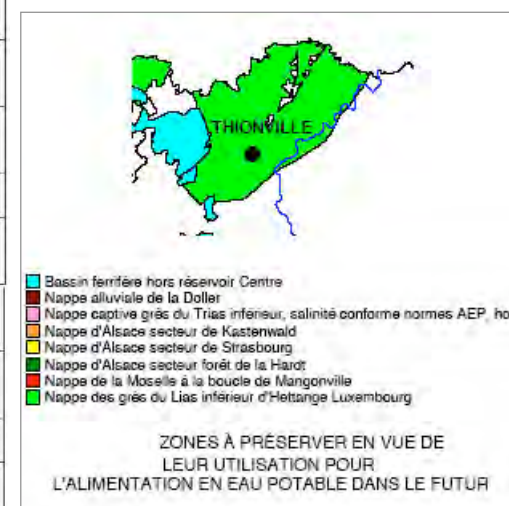 THIONVILLE
Bassin ferrifère hors réservoir Centre
Nappe alluviale de la Doller
Nappe captive grès du Trias inférieur, salinité conforme normes AEP, ho
Nappe d'Alsace secteur de Kastenwald
Nappe d'Alsace secteur de Strasbourg
Nappe d'Alsace secteur forêt de la Hardt
Nappe de la Moselle à la boucle de Mangonville
Nappe des grès du Lias inférieur d'Hettange Luxembourg
ZONES À PRÉSERVER EN VUE DE
LEUR UTILISATION POUR
L'ALIMENTATION EN EAU POTABLE DANS LE FUTUR